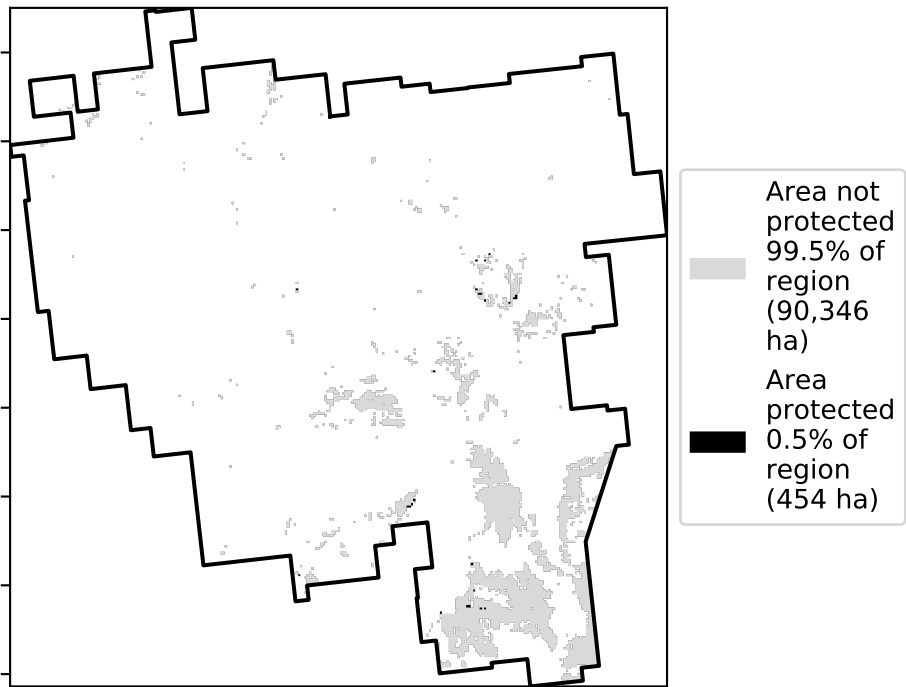 Area not
protected
99.5% of
region
(90,346
ha)
Area
protected
0.5% of
region
(454 ha)